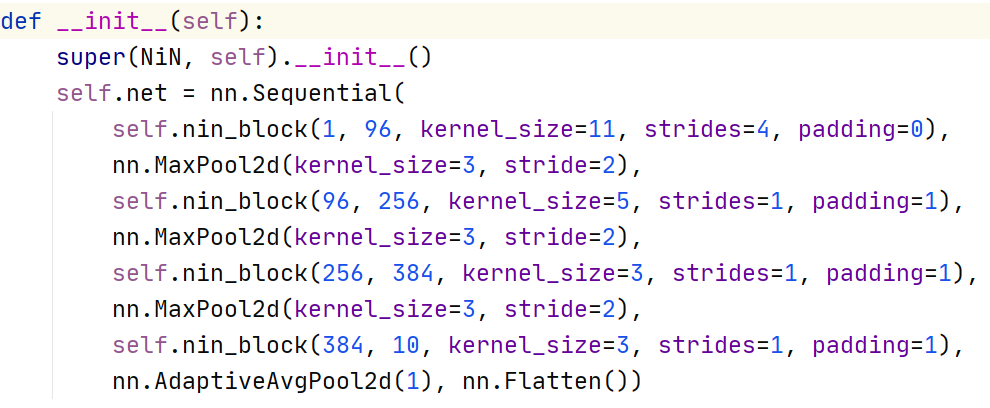 def __init__(self):
    super(NiN, self).__init__()
    self.net = nn.Sequential(
        self.nin_block(1, 96, kernel_size=11, strides=4, padding=0),
        nn.MaxPool2d(kernel_size=3, stride=2),
        self.nin_block(96, 256, kernel_size=5, strides=1, padding=1),
        nn.MaxPool2d(kernel_size=3, stride=2),
        self.nin_block(256, 384, kernel_size=3, strides=1, padding=1),
        nn.MaxPool2d(kernel_size=3, stride=2),
        self.nin_block(384, 10, kernel_size=3, strides=1, padding=1),
        nn.AdaptiveAvgPool2d(1), nn.Flatten())